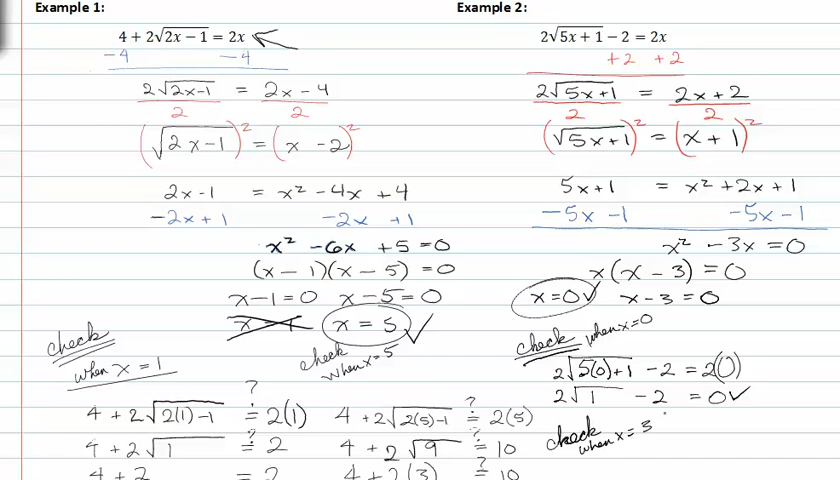 Example 1:
4 + 2√(2x − 1) = 2x
−4 −4
2√(2x−1) = 2x − 4
2 2
(√(2x−1))² = (x − 2)²
2x − 1 = x² − 4x + 4
−2x + 1 −2x + 1
x² − 6x + 5 = 0
(x − 1)(x − 5) = 0
x − 1 = 0 x − 5 = 0
x = 5 ✓
check
when x = 1
4 + 2√(2(1) − 1) ≟ 2(1)
4 + 2√1 ≟ 2
4 + 2 = 2
check
when x = 5
4 + 2√(2(5) − 1) ≟ 2(5)
4 + 2√9 ≟ 10
4 + 2(3) ≟ 10
Example 2:
2√(5x + 1) − 2 = 2x
+2 +2
2√(5x+1) = 2x + 2
2 2
(√(5x+1))² = (x + 1)²
5x + 1 = x² + 2x + 1
−5x − 1 −5x − 1
x² − 3x = 0
x(x − 3) = 0
x = 0 ✓ x − 3 = 0
check when x = 0
2√(5(0) + 1) − 2 = 2(0)
2√1 − 2 = 0 ✓
check
when x = 3